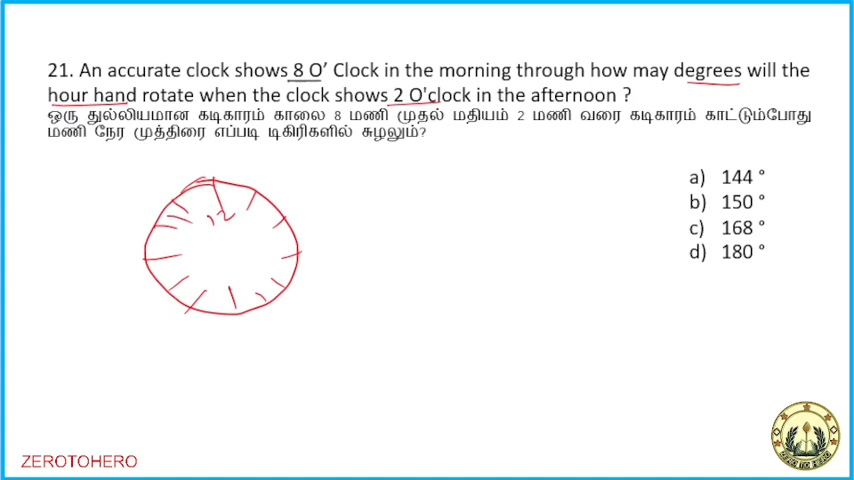 21. An accurate clock shows 8 O’ Clock in the morning through how may degrees will the
hour hand rotate when the clock shows 2 O'clock in the afternoon ?
ஒரு துல்லியமான கடிகாரம் காலை 8 மணி முதல் மதியம் 2 மணி வரை கடிகாரம் காட்டும்போது
மணி நேர முத்திரை எப்படி டிகிரிகளில் சுழலும்?
a) 144 °
b) 150 °
c) 168 °
d) 180 °
12
ZEROTOHERO